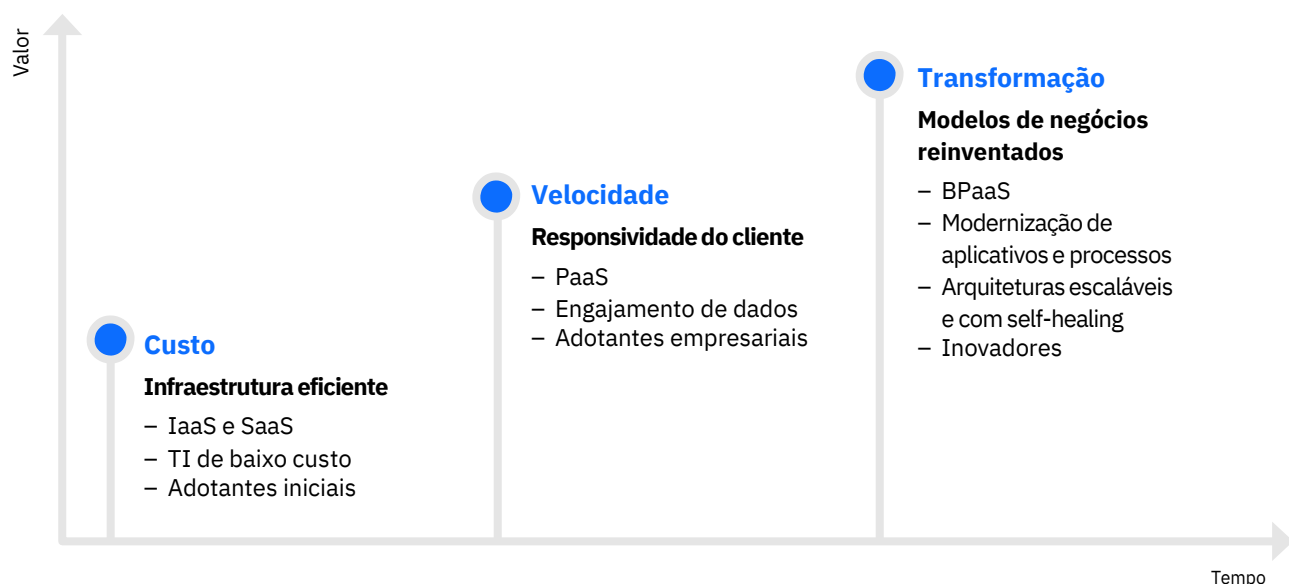 Valor
Custo
Infraestrutura eficiente
– IaaS e SaaS
– TI de baixo custo
– Adotantes iniciais
Velocidade
Responsividade do cliente
– PaaS
– Engajamento de dados
– Adotantes empresariais
Transformação
Modelos de negócios
reinventados
– BPaaS
– Modernização de
aplicativos e processos
– Arquiteturas escaláveis
e com self-healing
– Inovadores
Tempo